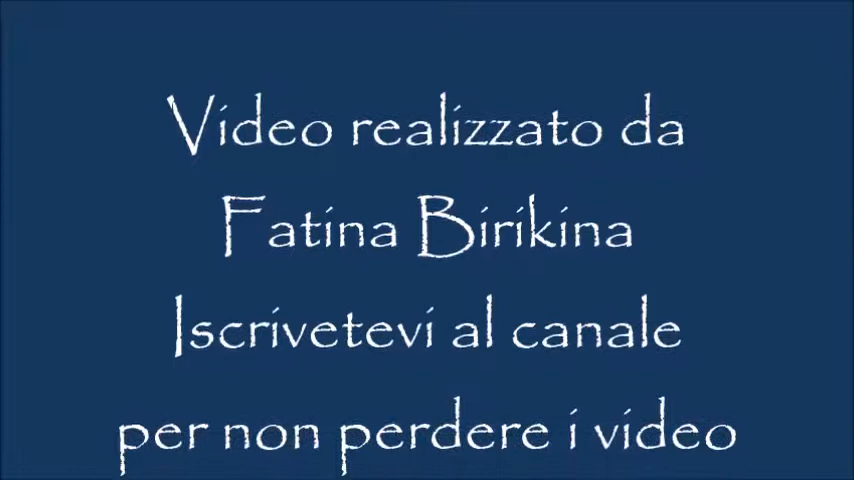 Video realizzato da
Fatina Birikina
Iscrivetevi al canale
per non perdere i video